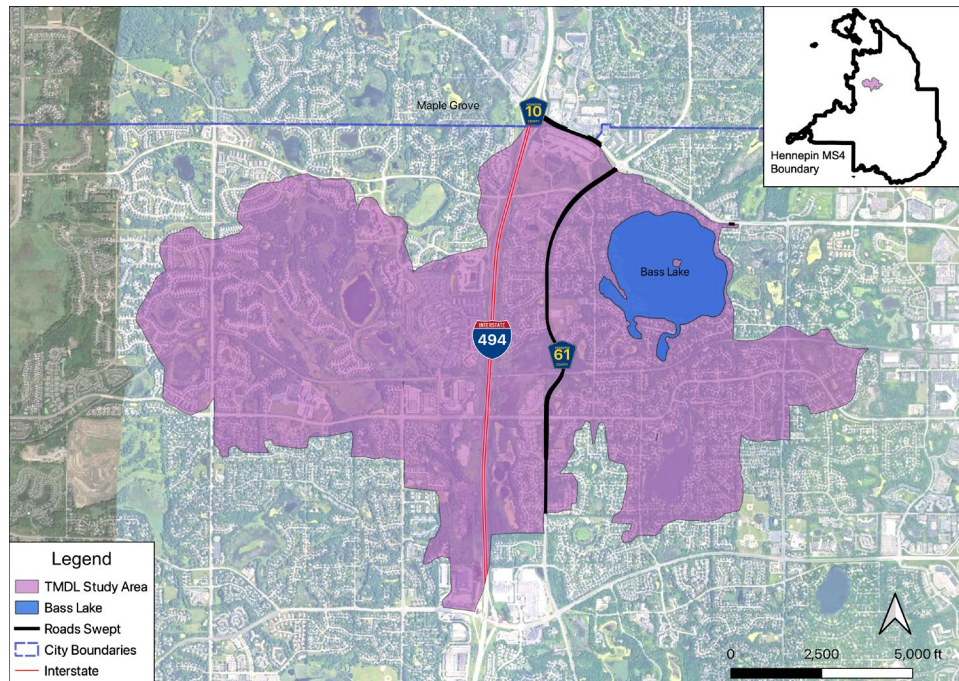 Maple Grove
10
COUNTY
Hennepin MS4
Boundary
Bass Lake
INTERSTATE
494
61
COUNTY
Legend
TMDL Study Area
Bass Lake
Roads Swept
City Boundaries
Interstate
0
2,500
5,000 ft